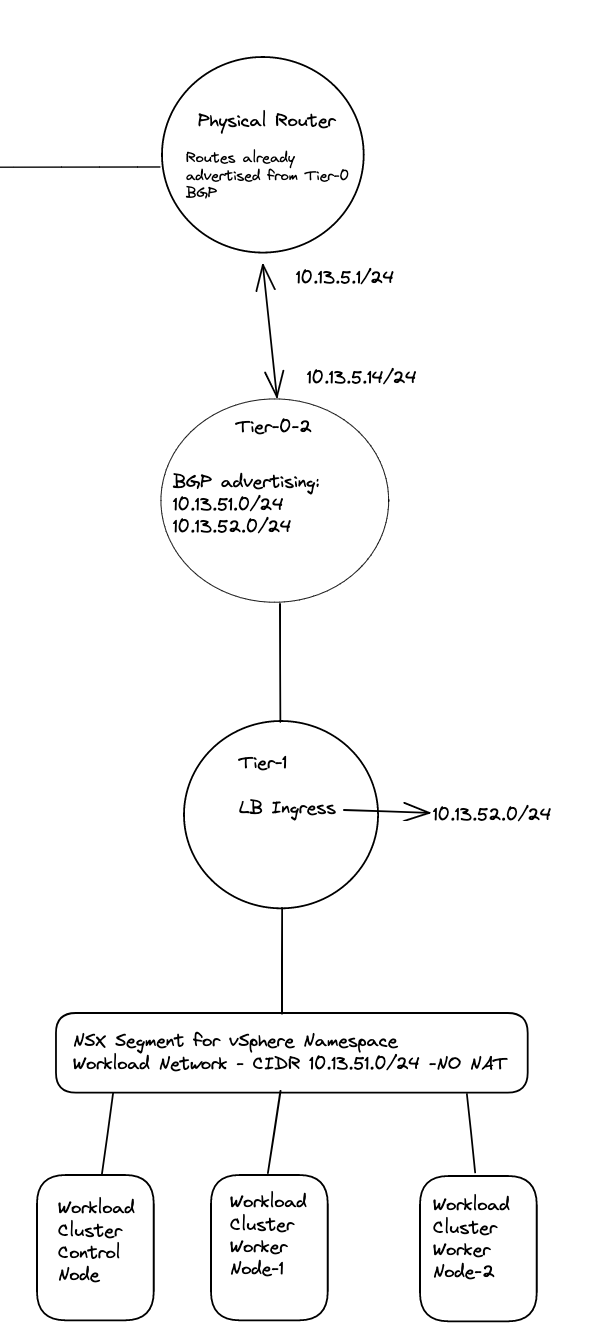 Physical Router
Routes already
advertised from Tier-0
BGP
10.13.5.1/24
10.13.5.14/24
Tier-0-2
BGP advertising:
10.13.51.0/24
10.13.52.0/24
Tier-1
LB Ingress
10.13.52.0/24
NSX Segment for vSphere Namespace
Workload Network - CIDR 10.13.51.0/24 -NO NAT
Workload
Cluster
Control
Node
Workload
Cluster
Worker
Node-1
Workload
Cluster
Worker
Node-2